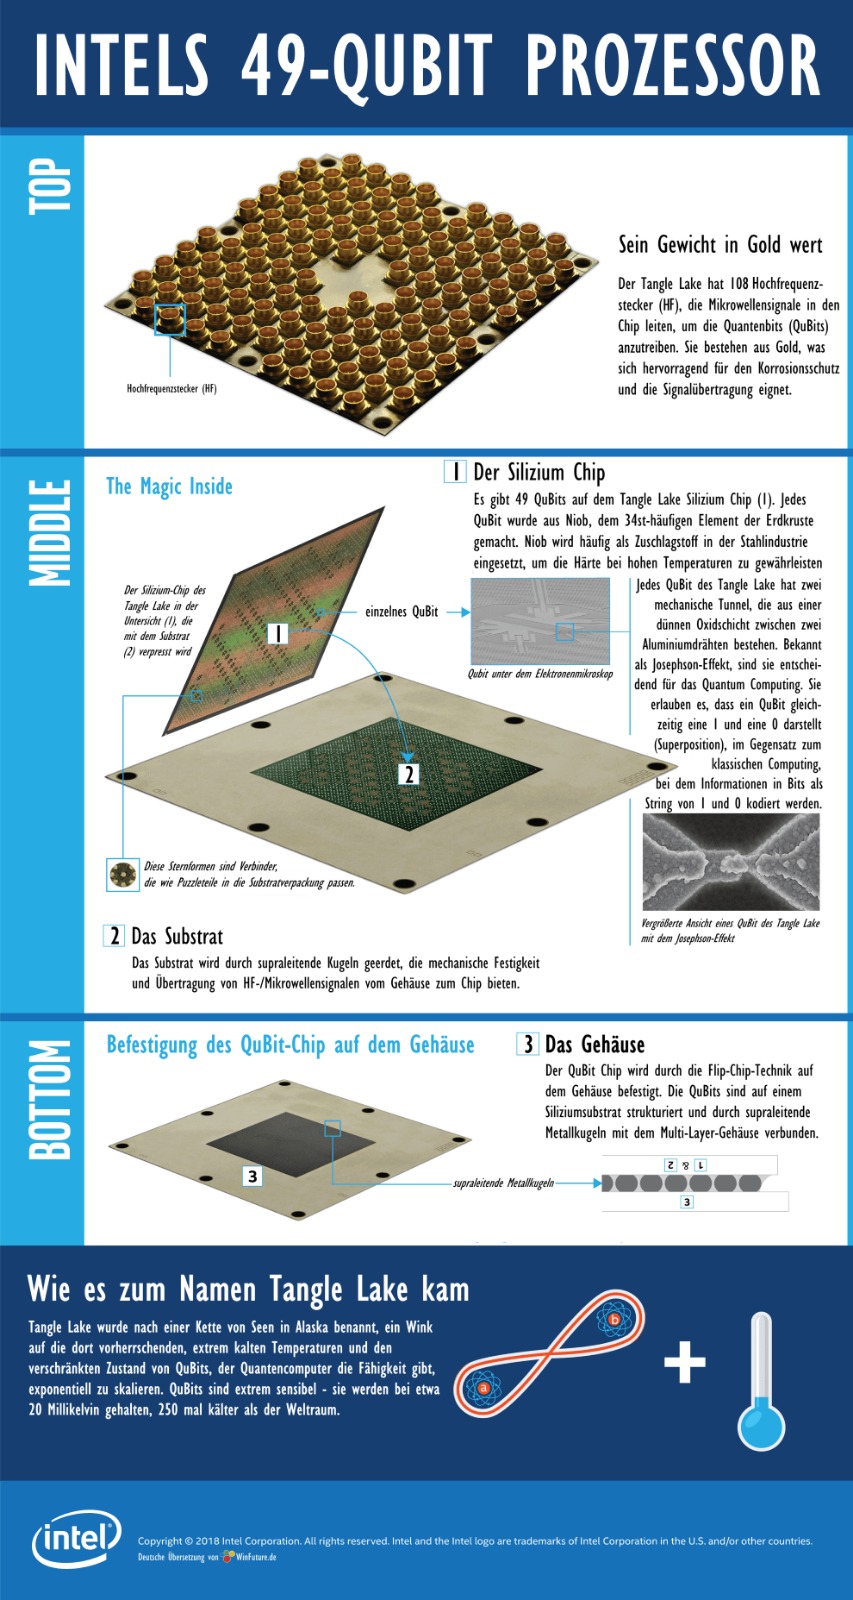 INTELS 49-QUBIT PROZESSOR
TOP
Sein Gewicht in Gold wert
Der Tangle Lake hat 108 Hochfrequenz-
stecker (HF), die Mikrowellensignale in den
Chip leiten, um die Quantenbits (QuBits)
anzutreiben. Sie bestehen aus Gold, was
sich hervorragend für den Korrosionsschutz
und die Signalübertragung eignet.
Hochfrequenzstecker (HF)
MIDDLE
The Magic Inside
1 Der Silizium Chip
Es gibt 49 QuBits auf dem Tangle Lake Silizium Chip (1). Jedes
QuBit wurde aus Niob, dem 34st-häufigen Element der Erdkruste
gemacht. Niob wird häufig als Zuschlagstoff in der Stahlindustrie
eingesetzt, um die Härte bei hohen Temperaturen zu gewährleisten
Der Silizium-Chip des
Tangle Lake in der
Untersicht (1), die
mit dem Substrat
(2) verpresst wird
1
einzelnes QuBit
Qubit unter dem Elektronenmikroskop
Jedes QuBit des Tangle Lake hat zwei
mechanische Tunnel, die aus einer
dünnen Oxidschicht zwischen zwei
Aluminiumdrähten bestehen. Bekannt
als Josephson-Effekt, sind sie entschei-
dend für das Quantum Computing. Sie
erlauben es, dass ein QuBit gleich-
zeitig eine 1 und eine 0 darstellt
(Superposition), im Gegensatz zum
klassischen Computing,
bei dem Informationen in Bits als
String von 1 und 0 kodiert werden.
2
Diese Sternformen sind Verbinder,
die wie Puzzleteile in die Substratverpackung passen.
Vergrößerte Ansicht eines QuBit des Tangle Lake
mit dem Josephson-Effekt
2 Das Substrat
Das Substrat wird durch supraleitende Kugeln geerdet, die mechanische Festigkeit
und Übertragung von HF-/Mikrowellensignalen vom Gehäuse zum Chip bieten.
BOTTOM
Befestigung des QuBit-Chip auf dem Gehäuse
3 Das Gehäuse
Der QuBit Chip wird durch die Flip-Chip-Technik auf
dem Gehäuse befestigt. Die QuBits sind auf einem
Siliziumsubstrat strukturiert und durch supraleitende
Metallkugeln mit dem Multi-Layer-Gehäuse verbunden.
3
supraleitende Metallkugeln
1 & 2
3
Wie es zum Namen Tangle Lake kam
Tangle Lake wurde nach einer Kette von Seen in Alaska benannt, ein Wink
auf die dort vorherrschenden, extrem kalten Temperaturen und den
verschränkten Zustand von QuBits, der Quantencomputer die Fähigkeit gibt,
exponentiell zu skalieren. QuBits sind extrem sensibel - sie werden bei etwa
20 Millikelvin gehalten, 250 mal kälter als der Weltraum.
b
a
+
intel
Copyright © 2018 Intel Corporation. All rights reserved. Intel and the Intel logo are trademarks of Intel Corporation in the U.S. and/or other countries.
Deutsche Übersetzung von WinFuture.de